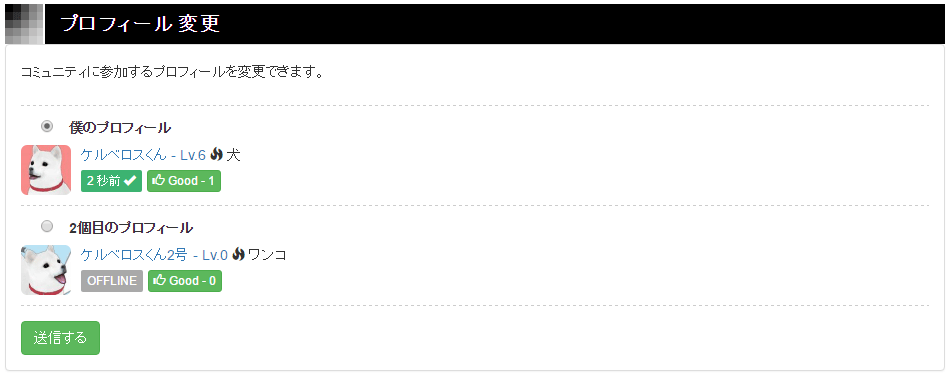 プロフィール 変更
コミュニティに参加するプロフィールを変更できます。
僕のプロフィール
ケルベロスくん - Lv.6 犬
2 秒前 Good - 1
2個目のプロフィール
ケルベロスくん2号 - Lv.0 ワンコ
OFFLINE Good - 0
送信する